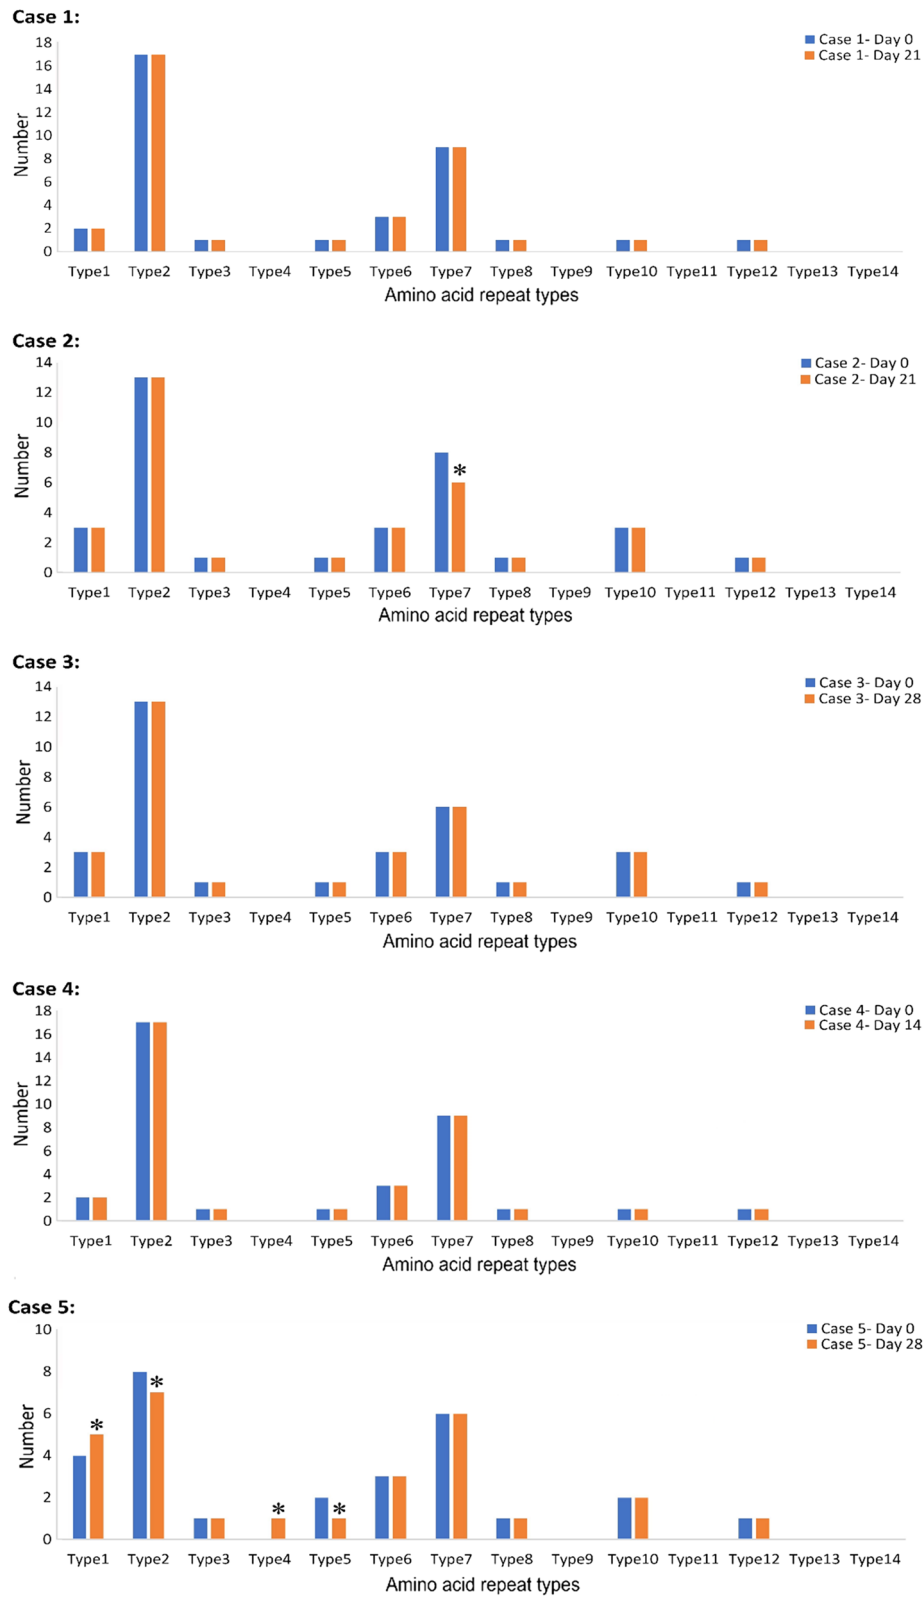 Case 1:
Case 1- Day 0
Case 1- Day 21
18
16
14
12
10
8
6
4
2
0
Number
Type1 Type2 Type3 Type4 Type5 Type6 Type7 Type8 Type9 Type10 Type11 Type12 Type13 Type14
Amino acid repeat types
Case 2:
Case 2- Day 0
Case 2- Day 21
14
12
10
8
6
4
2
0
Number
*
Type1 Type2 Type3 Type4 Type5 Type6 Type7 Type8 Type9 Type10 Type11 Type12 Type13 Type14
Amino acid repeat types
Case 3:
Case 3- Day 0
Case 3- Day 28
14
12
10
8
6
4
2
0
Number
Type1 Type2 Type3 Type4 Type5 Type6 Type7 Type8 Type9 Type10 Type11 Type12 Type13 Type14
Amino acid repeat types
Case 4:
Case 4- Day 0
Case 4- Day 14
18
16
14
12
10
8
6
4
2
0
Number
Type1 Type2 Type3 Type4 Type5 Type6 Type7 Type8 Type9 Type10 Type11 Type12 Type13 Type14
Amino acid repeat types
Case 5:
Case 5- Day 0
Case 5- Day 28
10
8
6
4
2
0
Number
* * * *
Type1 Type2 Type3 Type4 Type5 Type6 Type7 Type8 Type9 Type10 Type11 Type12 Type13 Type14
Amino acid repeat types